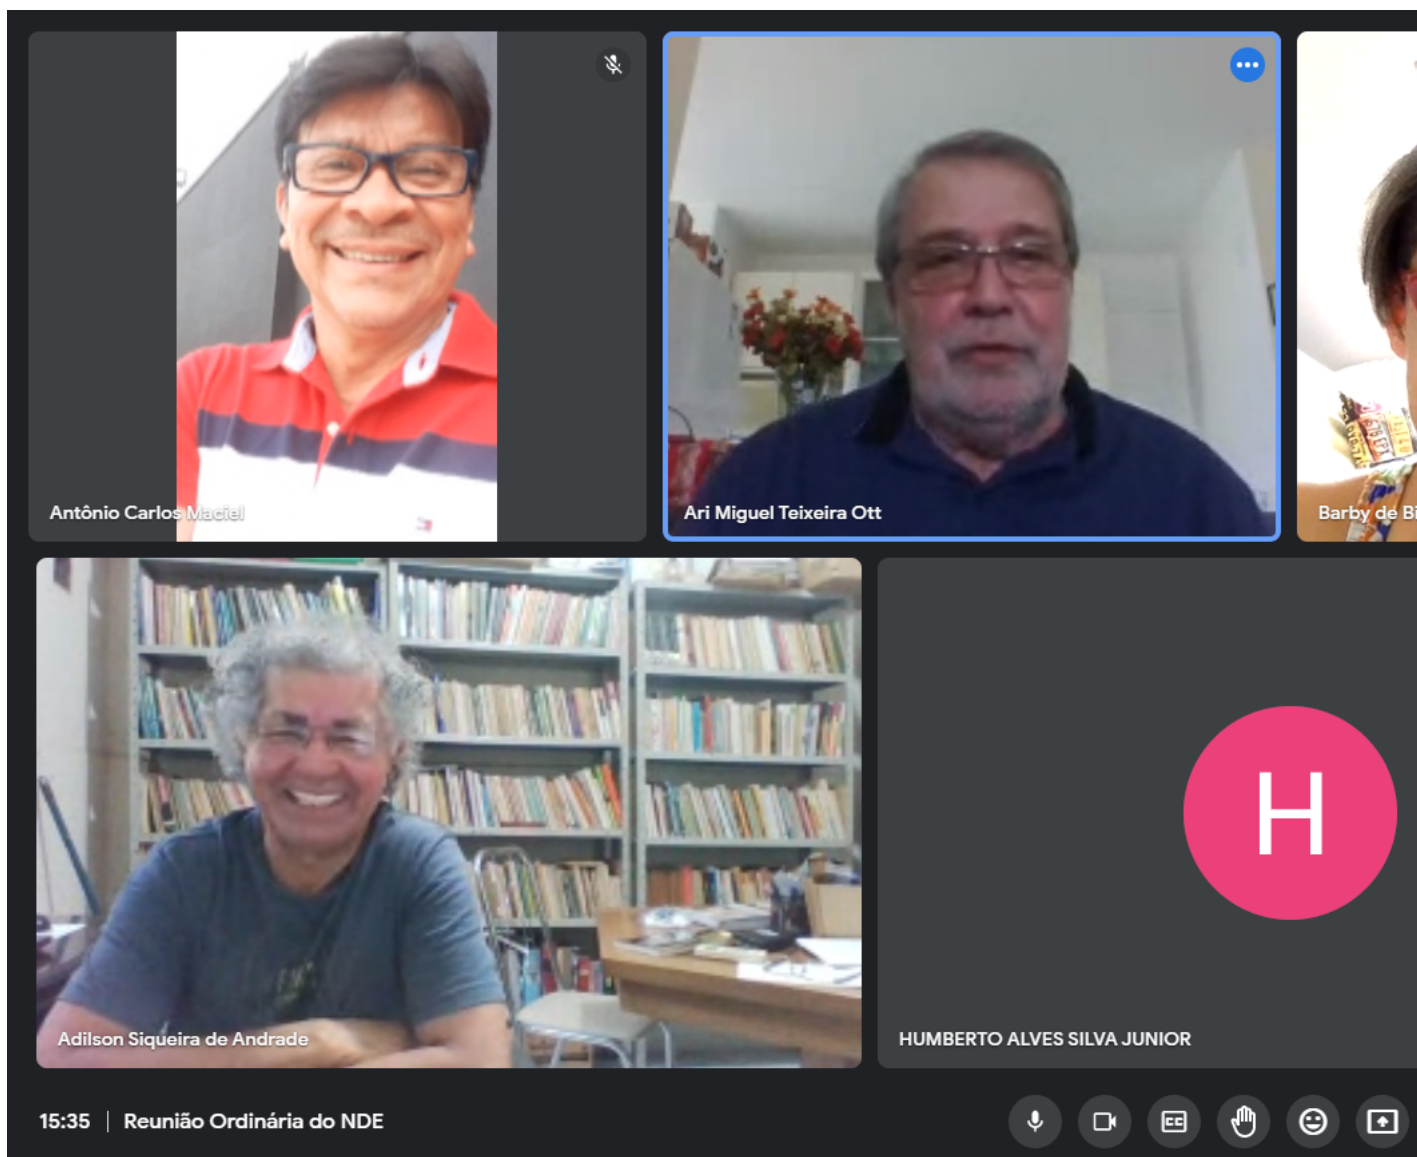 Antônio Carlos Maciel
Ari Miguel Teixeira Ott
Barby de Bi
Adilson Siqueira de Andrade
H
HUMBERTO ALVES SILVA JUNIOR
15:35 | Reunião Ordinária do NDE